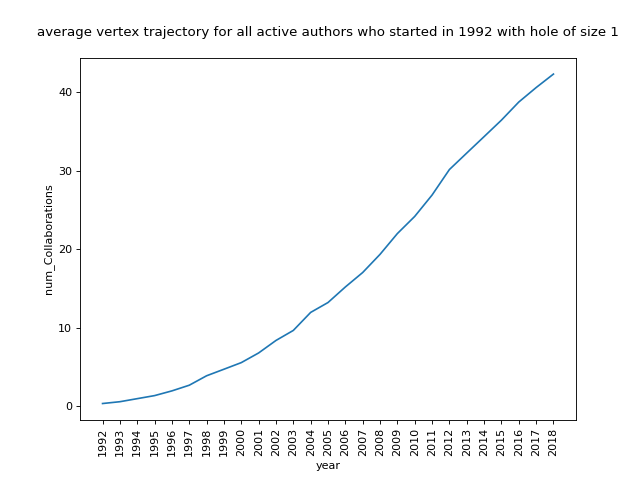 average vertex trajectory for all active authors who started in 1992 with hole of size 1
num_Collaborations
40
30
20
10
0
1992 1993 1994 1995 1996 1997 1998 1999 2000 2001 2002 2003 2004 2005 2006 2007 2008 2009 2010 2011 2012 2013 2014 2015 2016 2017 2018
year